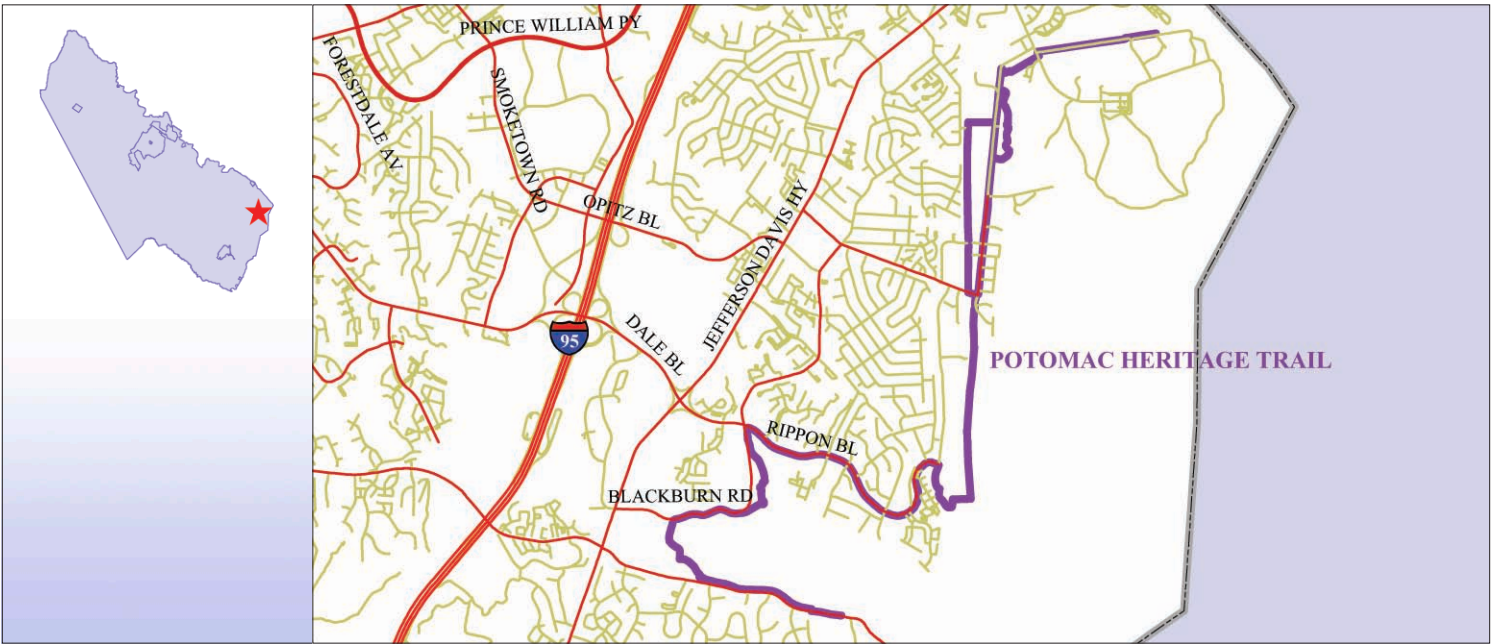 PRINCE WILLIAM PY
FORESTDALE AV
SMOKETOWN RD
OPITZ BL
JEFFERSON DAVIS HY
95
DALE BL
POTOMAC HERITAGE TRAIL
RIPPON BL
BLACKBURN RD